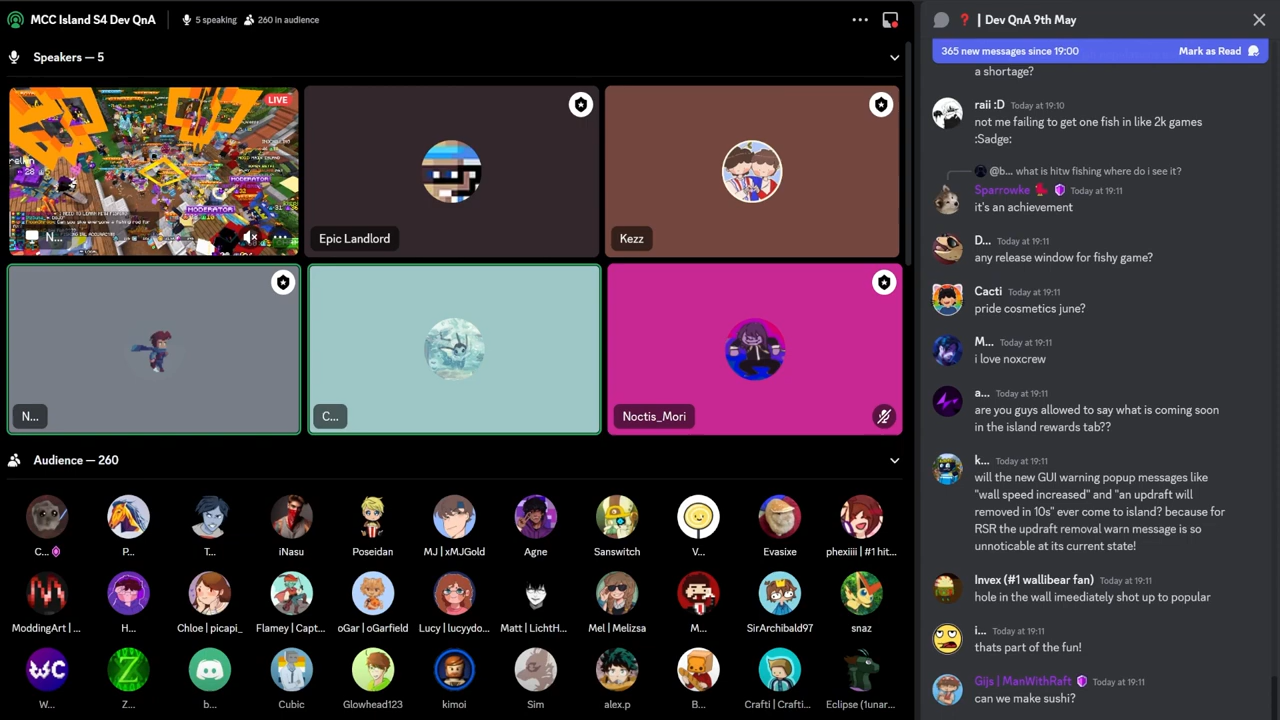 MCC Island S4 Dev QnA
5 speaking
260 in audience
Speakers — 5
LIVE
MODERATOR
MODERATOR
N...
Epic Landlord
Kezz
N...
C...
Noctis_Mori
Audience — 260
C...
P...
T...
iNasu
Poseidan
MJ | xMJGold
Agne
Sanswitch
V...
Evasixe
phexiiii | #1 hit...
ModdingArt | ...
H...
Chloe | picapi_
Flamey | Capt...
oGar | oGarfield
Lucy | lucyydo...
Matt | LichtH...
Mel | Melizsa
M...
SirArchibald97
snaz
W...
Z...
b...
Cubic
Glowhead123
kimoi
Sim
alex.p
B...
Crafti | Crafti...
Eclipse (1unar...
❓ | Dev QnA 9th May
365 new messages since 19:00
Mark as Read
a shortage?
raii :D Today at 19:10
not me failing to get one fish in like 2k games
:Sadge:
@b... what is hitw fishing where do i see it?
Sparrowke Today at 19:11
it's an achievement
D... Today at 19:11
any release window for fishy game?
Cacti Today at 19:11
pride cosmetics june?
M... Today at 19:11
i love noxcrew
a... Today at 19:11
are you guys allowed to say what is coming soon
in the island rewards tab??
k... Today at 19:11
will the new GUI warning popup messages like
"wall speed increased" and "an updraft will
removed in 10s" ever come to island? because for
RSR the updraft removal warn message is so
unnoticable at its current state!
Invex (#1 wallibear fan) Today at 19:11
hole in the wall imeediately shot up to popular
i... Today at 19:11
thats part of the fun!
Gijs | ManWithRaft Today at 19:11
can we make sushi?